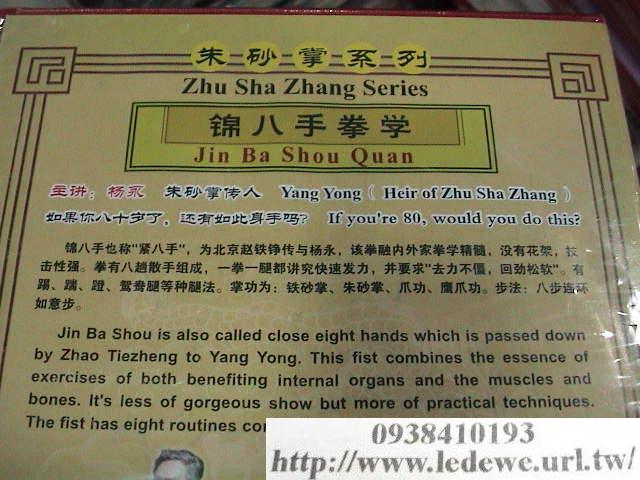 朱砂掌系列
Zhu Sha Zhang Series
锦八手拳学
Jin Ba Shou Quan
主讲：杨永 朱砂掌传人 Yang Yong ( Heir of Zhu Sha Zhang )
如果你八十岁了，还有如此身手吗？ If you're 80, would you do this?
锦八手也称"紧八手"，为北京赵铁铮传与杨永，该拳融内外家拳学精髓，没有花架，技
击性强。拳有八趟散手组成，一拳一腿都讲究快速发力，并要求"去力不僵，回劲松软"。有
踢、踹、蹬、鸳鸯腿等种腿法。掌功为：铁砂掌、朱砂掌、爪功、鹰爪功。步法：八步连环
如意步。
Jin Ba Shou is also called close eight hands which is passed down
by Zhao Tiezheng to Yang Yong. This fist combines the essence of
exercises of both benefiting internal organs and the muscles and
bones. It's less of gorgeous show but more of practical techniques.
The fist has eight routines
0938410193
http://www.ledewe.url.tw/